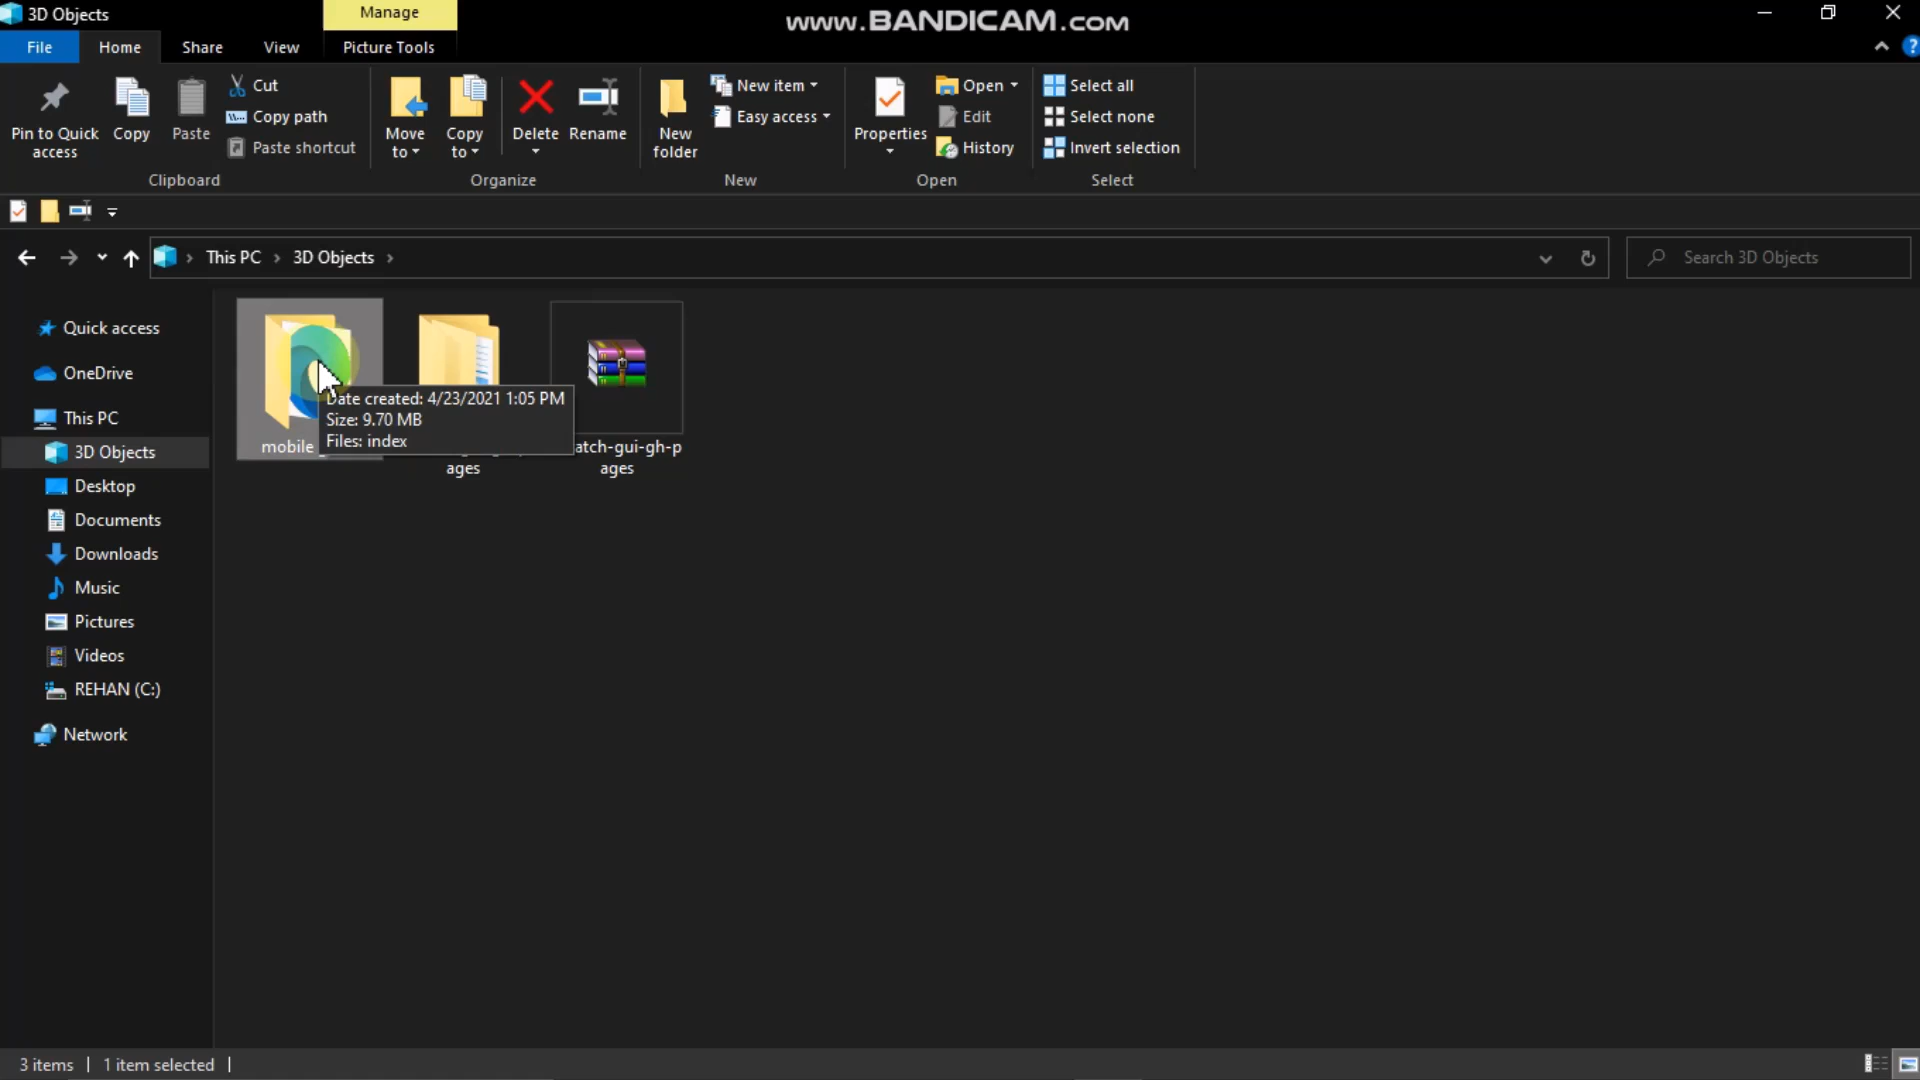 3D Objects
Manage
www.BANDICAM.com
File
Home
Share
View
Picture Tools
Pin to Quick access
Copy
Paste
Cut
Copy path
Paste shortcut
Clipboard
Move to
Copy to
Delete
Rename
Organize
New folder
New item
Easy access
New
Properties
Open
Edit
History
Open
Select all
Select none
Invert selection
Select
This PC
3D Objects
Search 3D Objects
Quick access
OneDrive
This PC
3D Objects
Desktop
Documents
Downloads
Music
Pictures
Videos
REHAN (C:)
Network
mobile
Date created: 4/23/2021 1:05 PM
Size: 9.70 MB
Files: index
ages
atch-gui-gh-p
ages
3 items
1 item selected